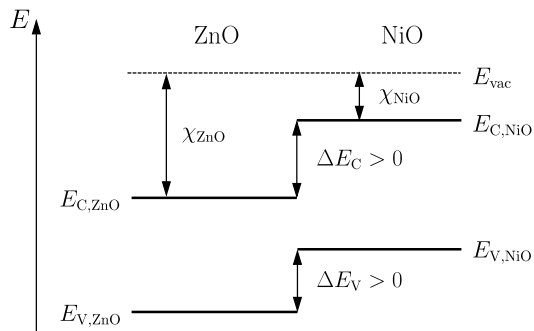 E
ZnO
NiO
E_vac
χ_NiO
χ_ZnO
E_C,NiO
ΔE_C > 0
E_C,ZnO
E_V,NiO
ΔE_V > 0
E_V,ZnO